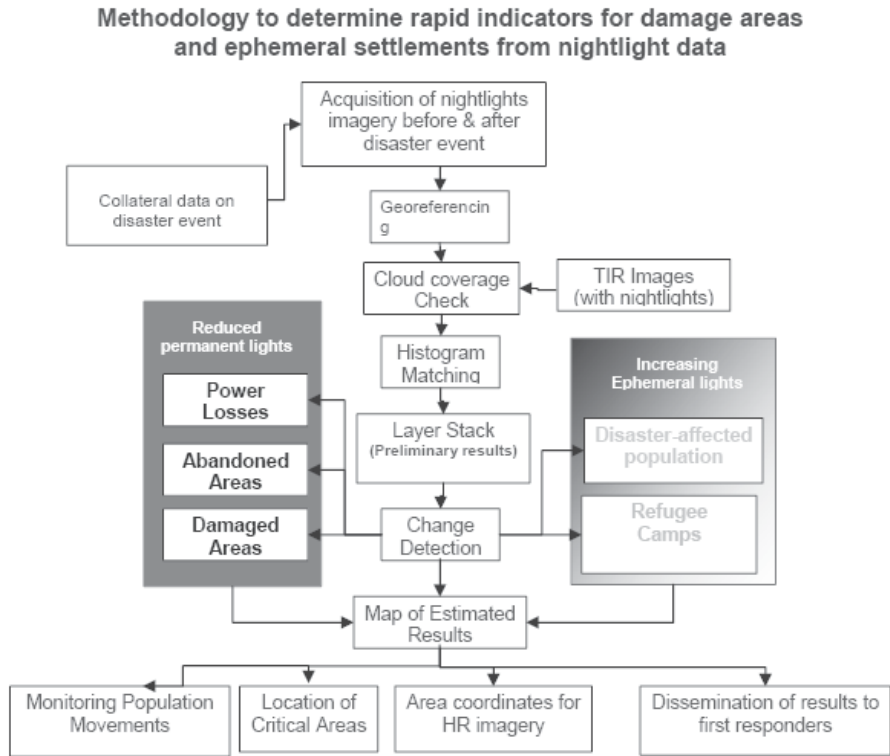 Methodology to determine rapid indicators for damage areas
and ephemeral settlements from nightlight data
Acquisition of nightlights
imagery before & after
disaster event
Collateral data on
disaster event
Georeferencin
g
Cloud coverage
Check
TIR Images
(with nightlights)
Reduced
permanent lights
Histogram
Matching
Increasing
Ephemeral lights
Power
Losses
Layer Stack
(Preliminary results)
Disaster-affected
population
Abandoned
Areas
Damaged
Areas
Change
Detection
Refugee
Camps
Map of Estimated
Results
Monitoring Population
Movements
Location of
Critical Areas
Area coordinates for
HR imagery
Dissemination of results to
first responders